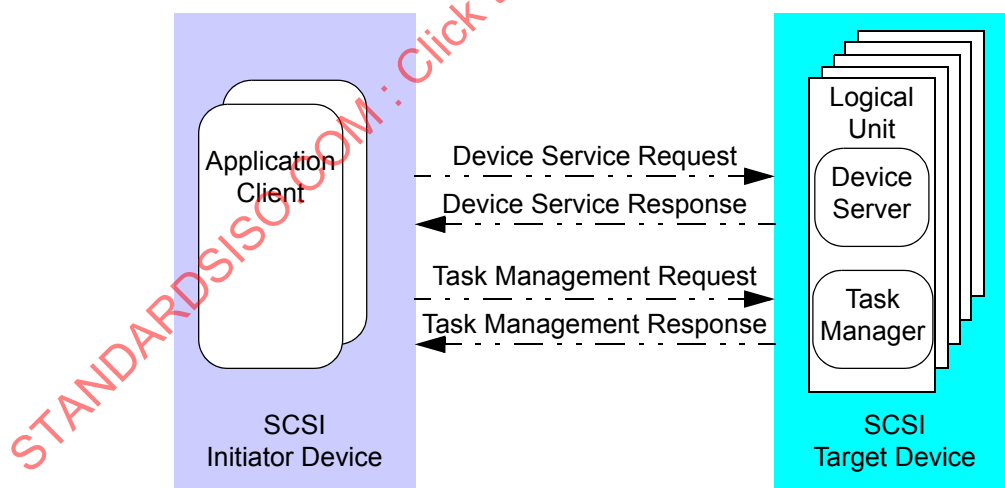 Application
Client
Device Service Request
Device Service Response
Task Management Request
Task Management Response
Logical
Unit
Device
Server
Task
Manager
SCSI
Initiator Device
SCSI
Target Device
STANDARDSISO.COM : Click